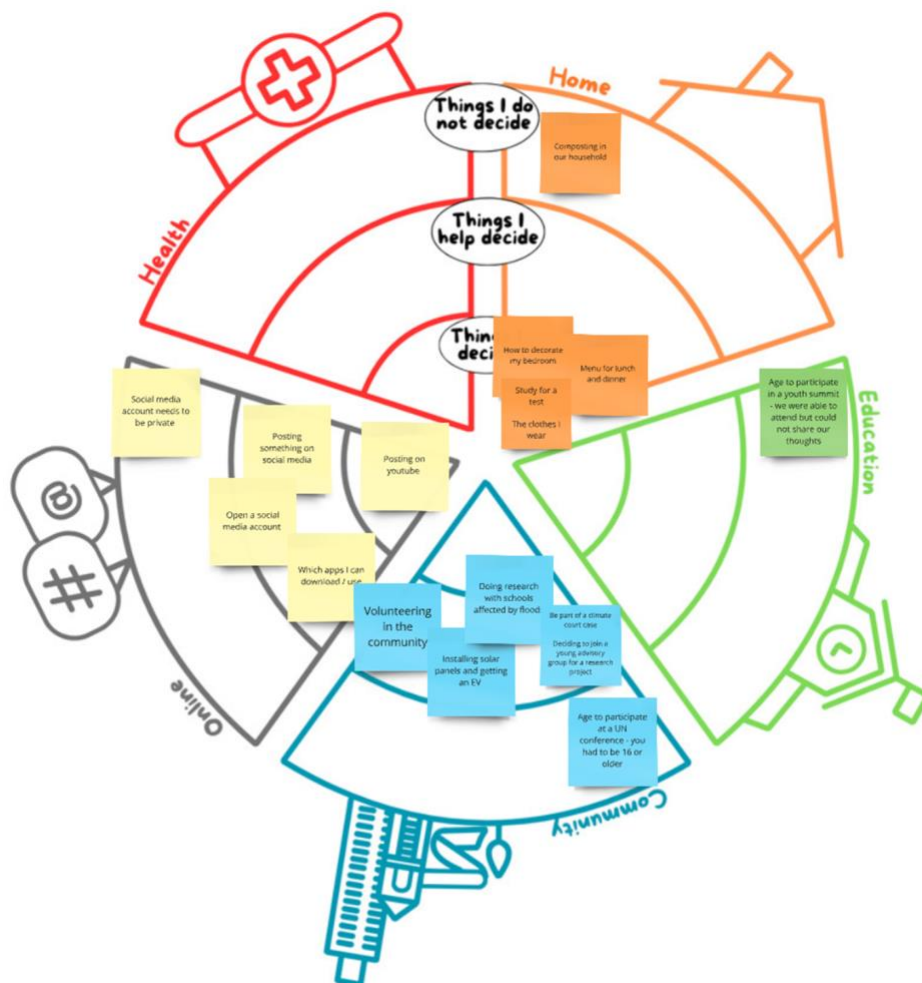 Home
Things I do
not decide
Composting in
our household
Things I
help decide
Health
Thing
deci
How to decorate
my bedroom
Menu for lunch
and dinner
Study for a
test
The clothes I
wear
Social media
account needs to
be private
Posting
something on
social media
Posting on
youtube
Open a social
media account
Which apps I can
download / use
Age to participate
in a youth summit
- we were able to
attend but could
not share our
thoughts
Education
@
#
Online
Volunteering
in the
community
Doing research
with schools
affected by flood
Installing solar
panels and getting
an EV
Be part of a climate
court case
Deciding to join a
young advisory
group for a research
project
Age to participate
at a UN
conference - you
had to be 16 or
older
Community